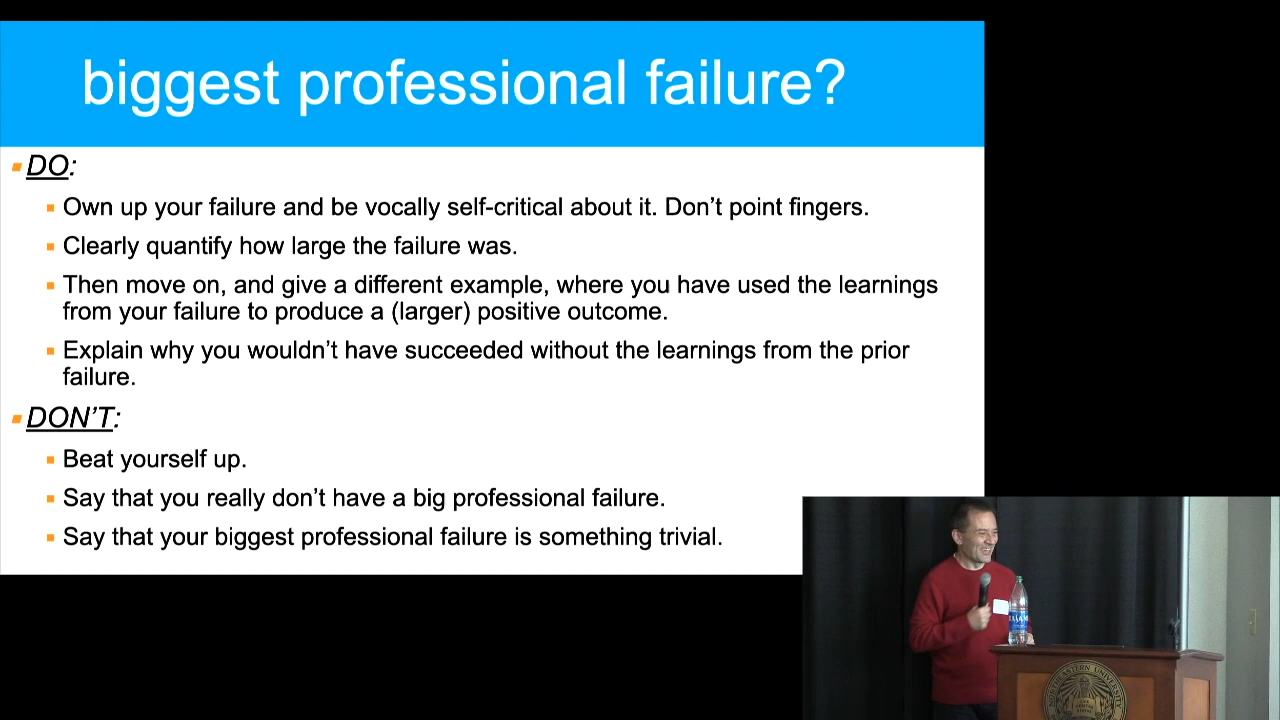 biggest professional failure?
DO:
Own up your failure and be vocally self-critical about it. Don’t point fingers.
Clearly quantify how large the failure was.
Then move on, and give a different example, where you have used the learnings
from your failure to produce a (larger) positive outcome.
Explain why you wouldn’t have succeeded without the learnings from the prior
failure.
DON’T:
Beat yourself up.
Say that you really don’t have a big professional failure.
Say that your biggest professional failure is something trivial.
NORTHEASTERN UNIVERSITY